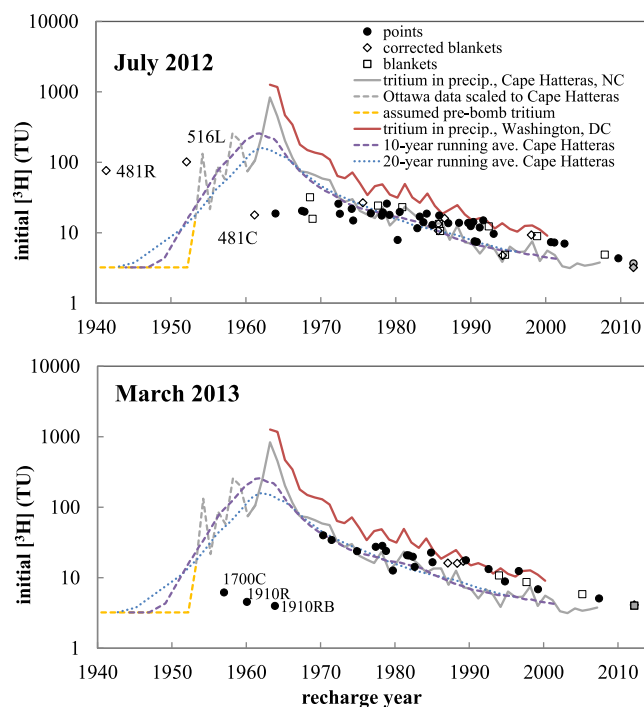 July 2012
points
corrected blankets
blankets
tritium in precip., Cape Hatteras, NC
Ottawa data scaled to Cape Hatteras
assumed pre-bomb tritium
tritium in precip., Washington, DC
10-year running ave. Cape Hatteras
20-year running ave. Cape Hatteras
initial [³H] (TU)
10000
1000
100
10
1
516L
481R
481C
1940 1950 1960 1970 1980 1990 2000 2010
March 2013
initial [³H] (TU)
10000
1000
100
10
1
1700C
1910R
1910RB
1940 1950 1960 1970 1980 1990 2000 2010
recharge year